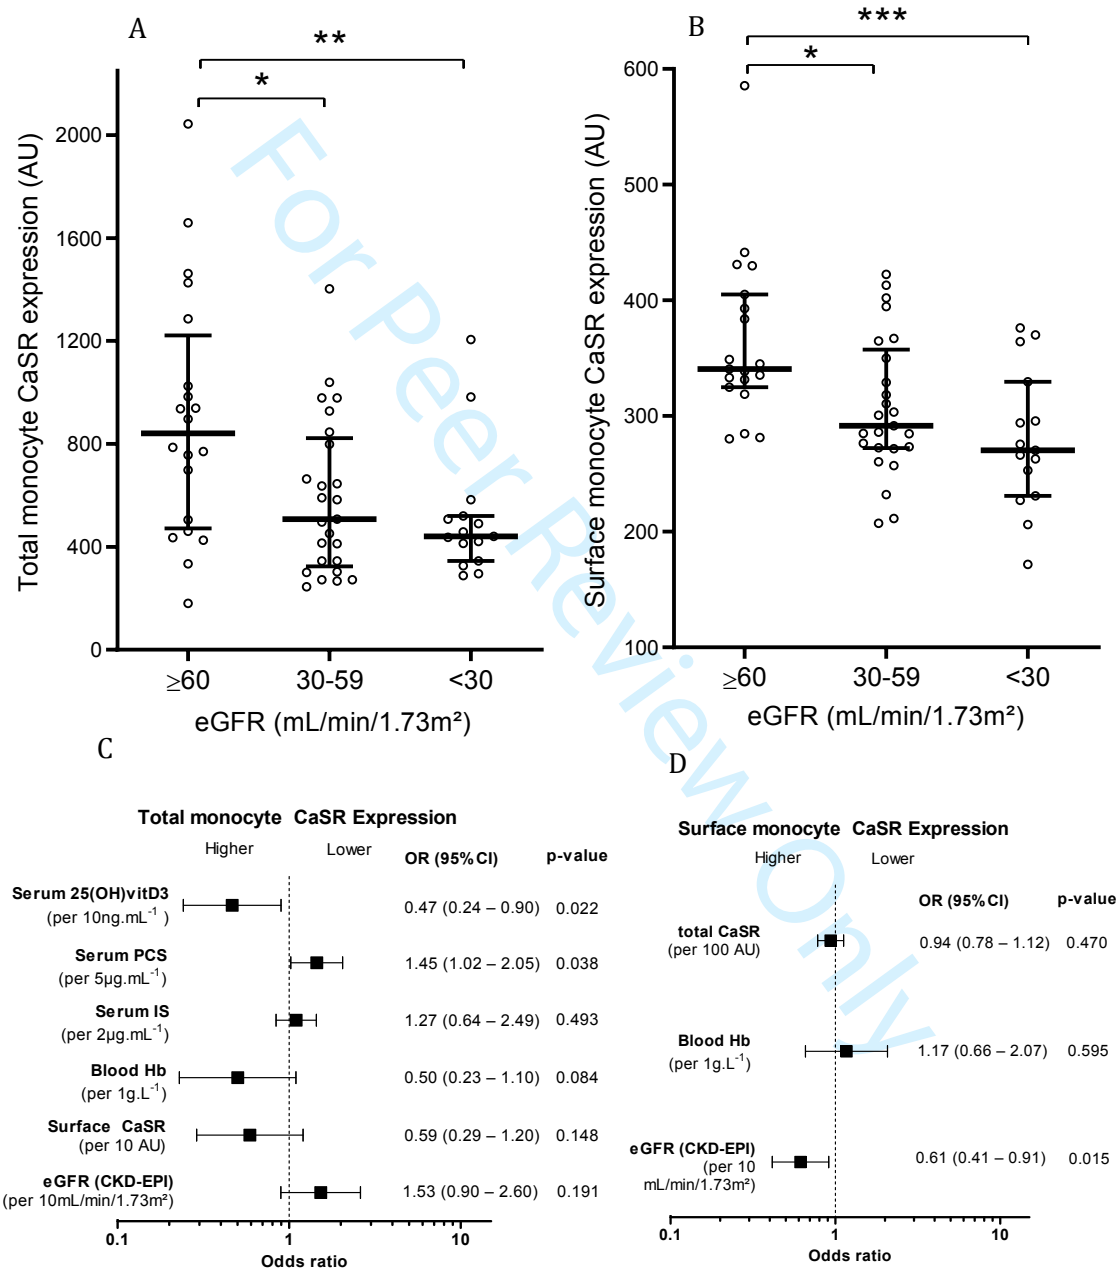 A
**
*
Total monocyte CaSR expression (AU)
2000
1600
1200
800
400
0
≥60
30-59
<30
eGFR (mL/min/1.73m²)
B
***
*
Surface monocyte CaSR expression (AU)
600
500
400
300
200
100
≥60
30-59
<30
eGFR (mL/min/1.73m²)
For Peer Review Only
C
Total monocyte CaSR Expression
Higher Lower OR (95%CI) p-value
Serum 25(OH)vitD3
(per 10ng.mL⁻¹ ) 0.47 (0.24 – 0.90) 0.022
Serum PCS
(per 5µg.mL⁻¹) 1.45 (1.02 – 2.05) 0.038
Serum IS
(per 2µg.mL⁻¹) 1.27 (0.64 – 2.49) 0.493
Blood Hb
(per 1g.L⁻¹) 0.50 (0.23 – 1.10) 0.084
Surface CaSR
(per 10 AU) 0.59 (0.29 – 1.20) 0.148
eGFR (CKD-EPI)
(per 10mL/min/1.73m²) 1.53 (0.90 – 2.60) 0.191
0.1 1 10
Odds ratio
D
Surface monocyte CaSR Expression
Higher Lower
OR (95%CI) p-value
total CaSR
(per 100 AU) 0.94 (0.78 – 1.12) 0.470
Blood Hb
(per 1g.L⁻¹) 1.17 (0.66 – 2.07) 0.595
eGFR (CKD-EPI)
(per 10 0.61 (0.41 – 0.91) 0.015
mL/min/1.73m²)
0.1 1 10
Odds ratio